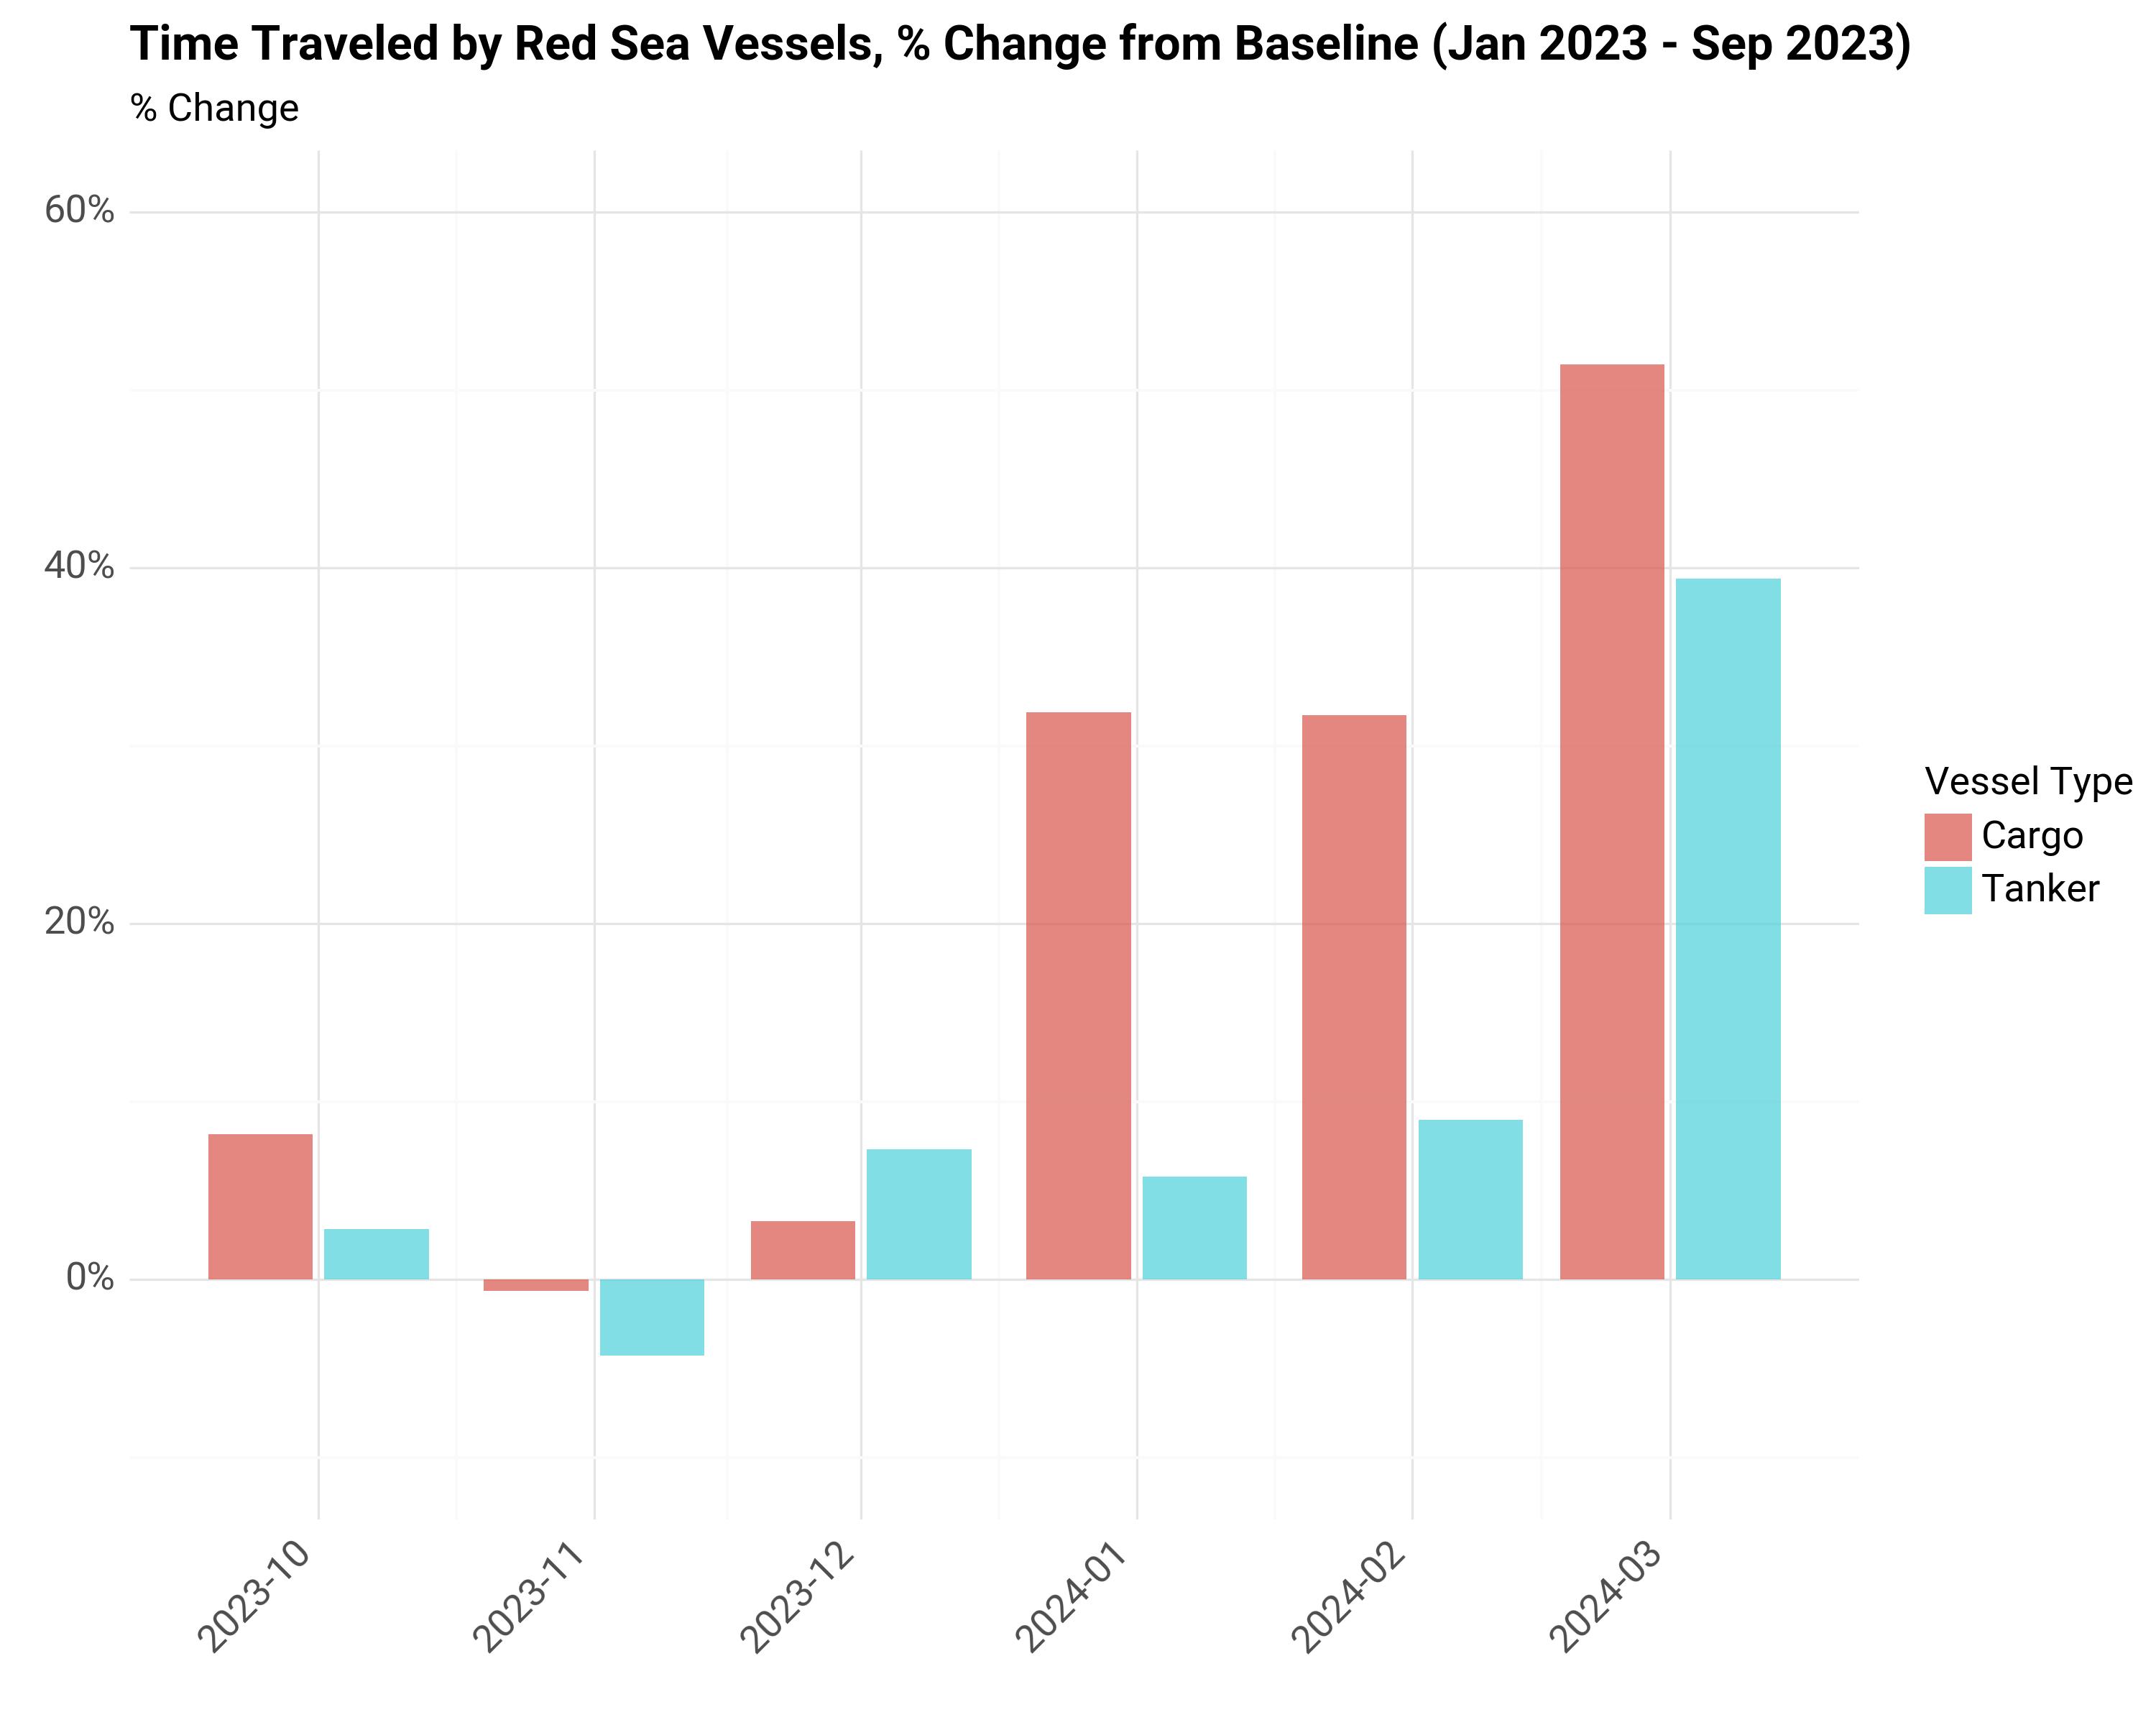 Time Traveled by Red Sea Vessels, % Change from Baseline (Jan 2023 - Sep 2023)
% Change
60%
40%
20%
0%
2023-10
2023-11
2023-12
2024-01
2024-02
2024-03
Vessel Type
Cargo
Tanker